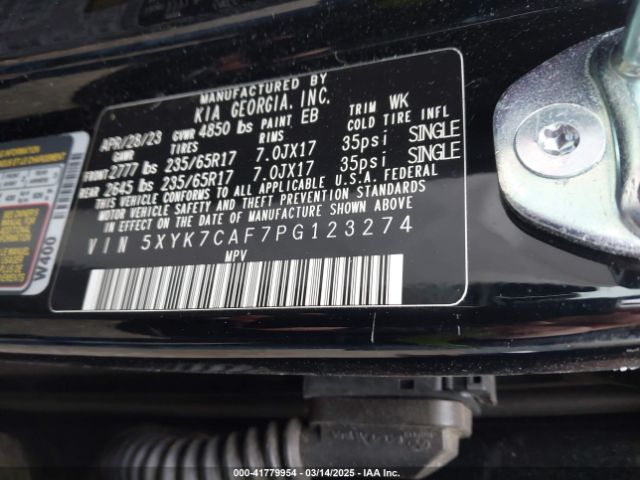 MANUFACTURED BY
KIA GEORGIA, INC.
APR/28/23 GVWR 4850 lbs PAINT EB TRIM WK
GAWR TIRES RIMS COLD TIRE INFL
FRONT 2777 lbs 235/65R17 7.0JX17 35psi SINGLE
REAR 2645 lbs 235/65R17 7.0JX17 35psi SINGLE
THIS VEHICLE CONFORMS TO ALL APPLICABLE U.S.A. FEDERAL
MOTOR VEHICLE SAFETY AND THEFT PREVENTION STANDARDS IN
EFFECT ON THE DATE OF MANUFACTURE SHOWN ABOVE.
VIN 5XYK7CAF7PG123274
MPV
W400
000-41779954 - 03/14/2025 - IAA Inc.